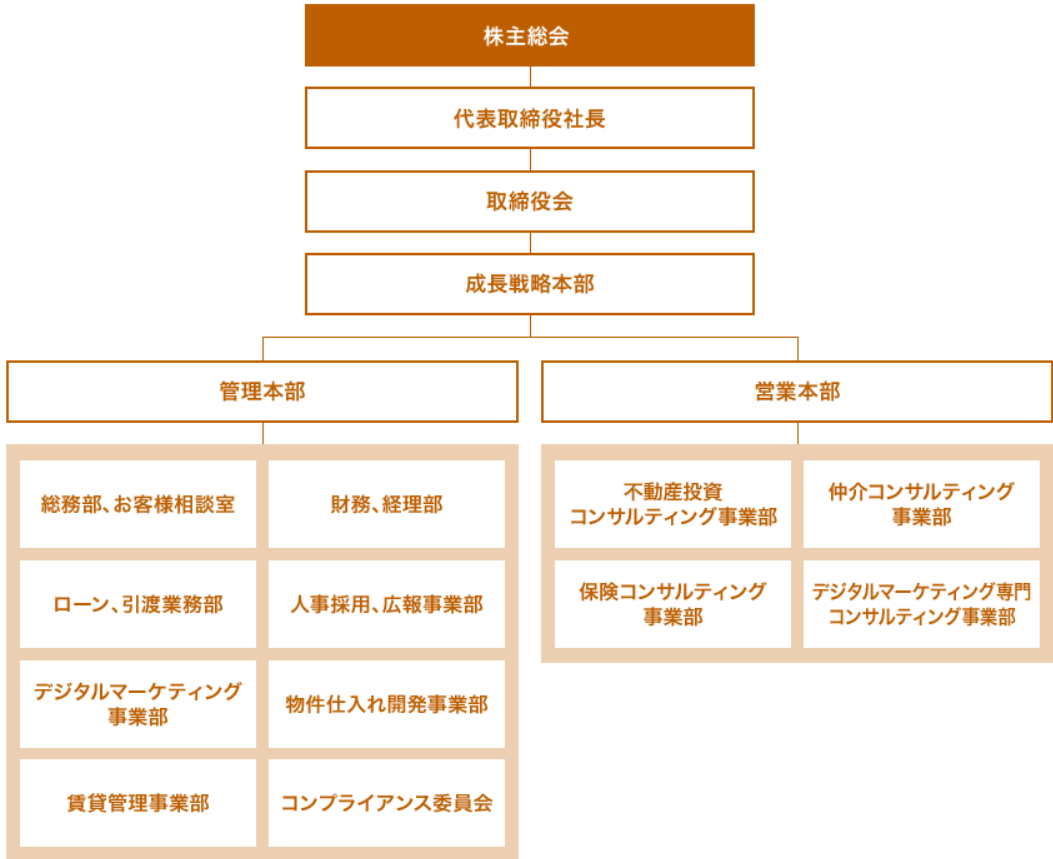 株主総会
代表取締役社長
取締役会
成長戦略本部
管理本部
営業本部
総務部、お客様相談室
財務、経理部
ローン、引渡業務部
人事採用、広報事業部
デジタルマーケティング
事業部
物件仕入れ開発事業部
賃貸管理事業部
コンプライアンス委員会
不動産投資
コンサルティング事業部
仲介コンサルティング
事業部
保険コンサルティング
事業部
デジタルマーケティング専門
コンサルティング事業部